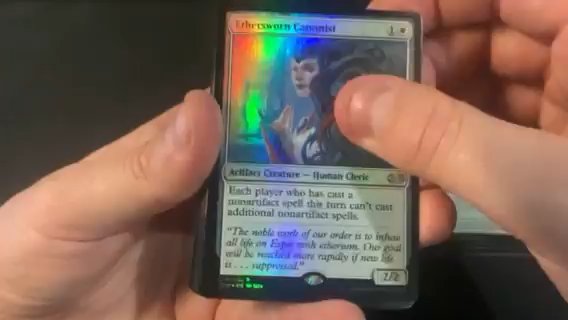 Ethersworn Canonist 1
Artifact Creature — Human Cleric
Each player who has cast a
nonartifact spell this turn can't cast
additional nonartifact spells.
"The noble work of our order is to infuse
all life on Esper with etherium. Our goal
will be reached more rapidly if new life
is . . . suppressed."
2/2